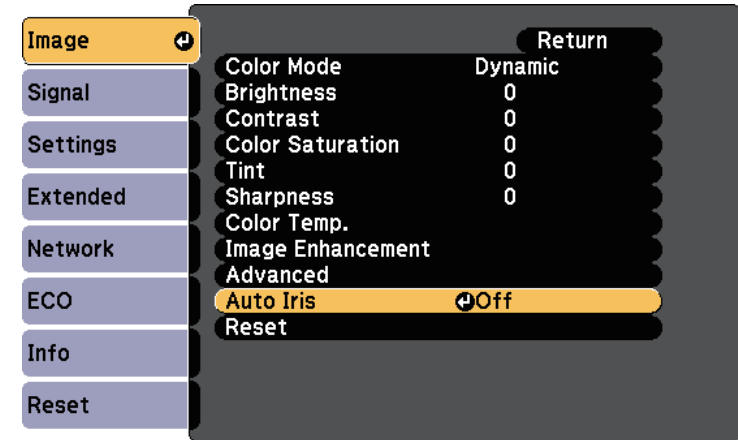 Image
Signal
Settings
Extended
Network
ECO
Info
Reset
Return
Color Mode Dynamic
Brightness 0
Contrast 0
Color Saturation 0
Tint 0
Sharpness 0
Color Temp.
Image Enhancement
Advanced
Auto Iris Off
Reset